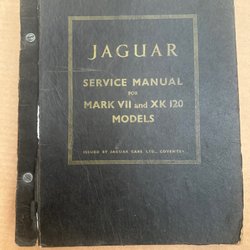 JAGUAR
SERVICE MANUAL
FOR
MARK VII and XK 120
MODELS
ISSUED BY JAGUAR CARS LTD., COVENTRY